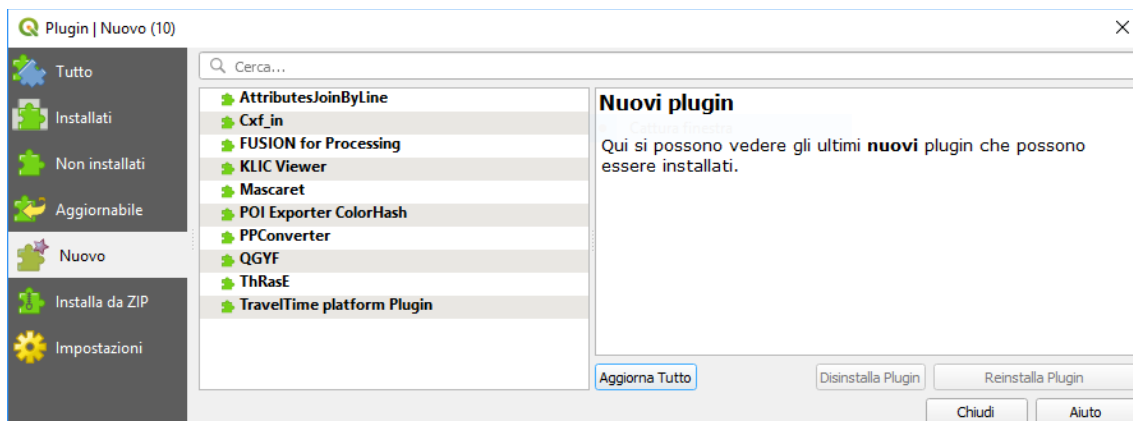 Plugin | Nuovo (10)
Tutto
Installati
Non installati
Aggiornabile
Nuovo
Installa da ZIP
Impostazioni
Cerca...
AttributesJoinByLine
Cxf_in
FUSION for Processing
KLIC Viewer
Mascaret
POI Exporter ColorHash
PPConverter
QGYF
ThRasE
TravelTime platform Plugin
Nuovi plugin
Cattura finestra
Qui si possono vedere gli ultimi nuovi plugin che possono
essere installati.
Aggiorna Tutto
Disinstalla Plugin
Reinstalla Plugin
Chiudi
Aiuto